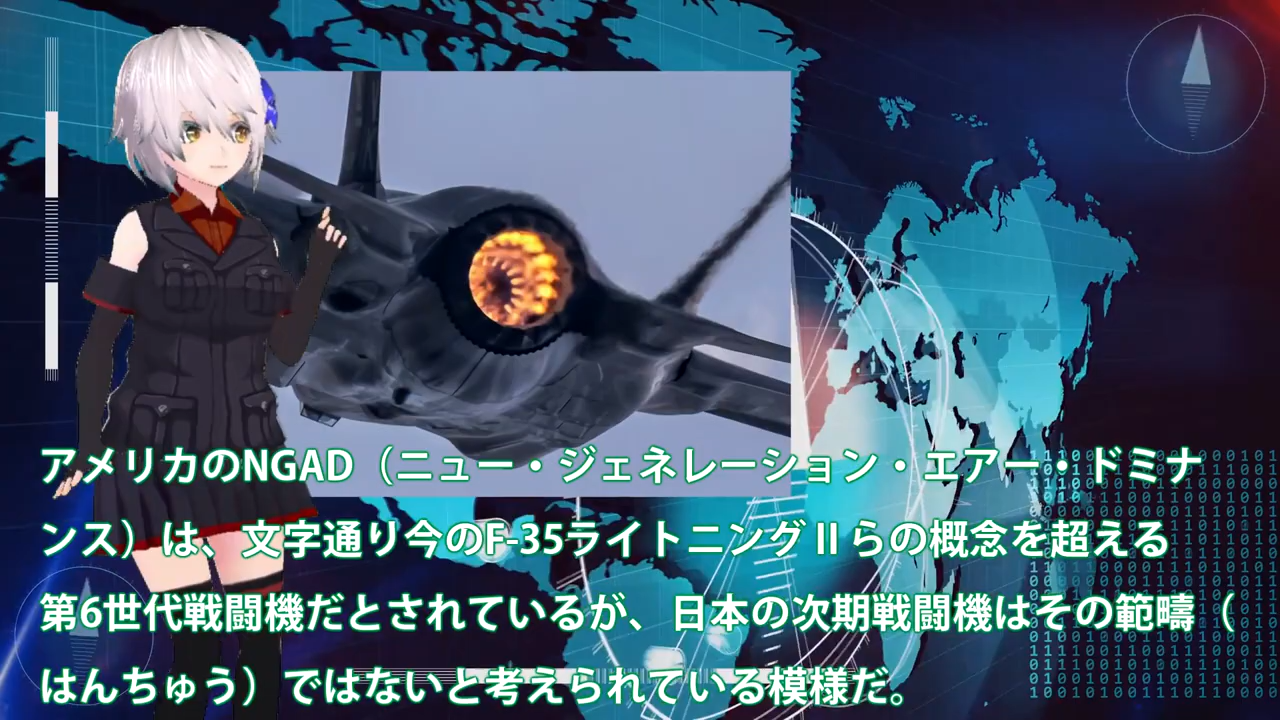 アメリカのNGAD（ニュー・ジェネレーション・エアー・ドミナ
ンス）は、文字通り今のF-35ライトニングⅡらの概念を超える
第6世代戦闘機だとされているが、日本の次期戦闘機はその範疇（
はんちゅう）ではないと考えられている模様だ。